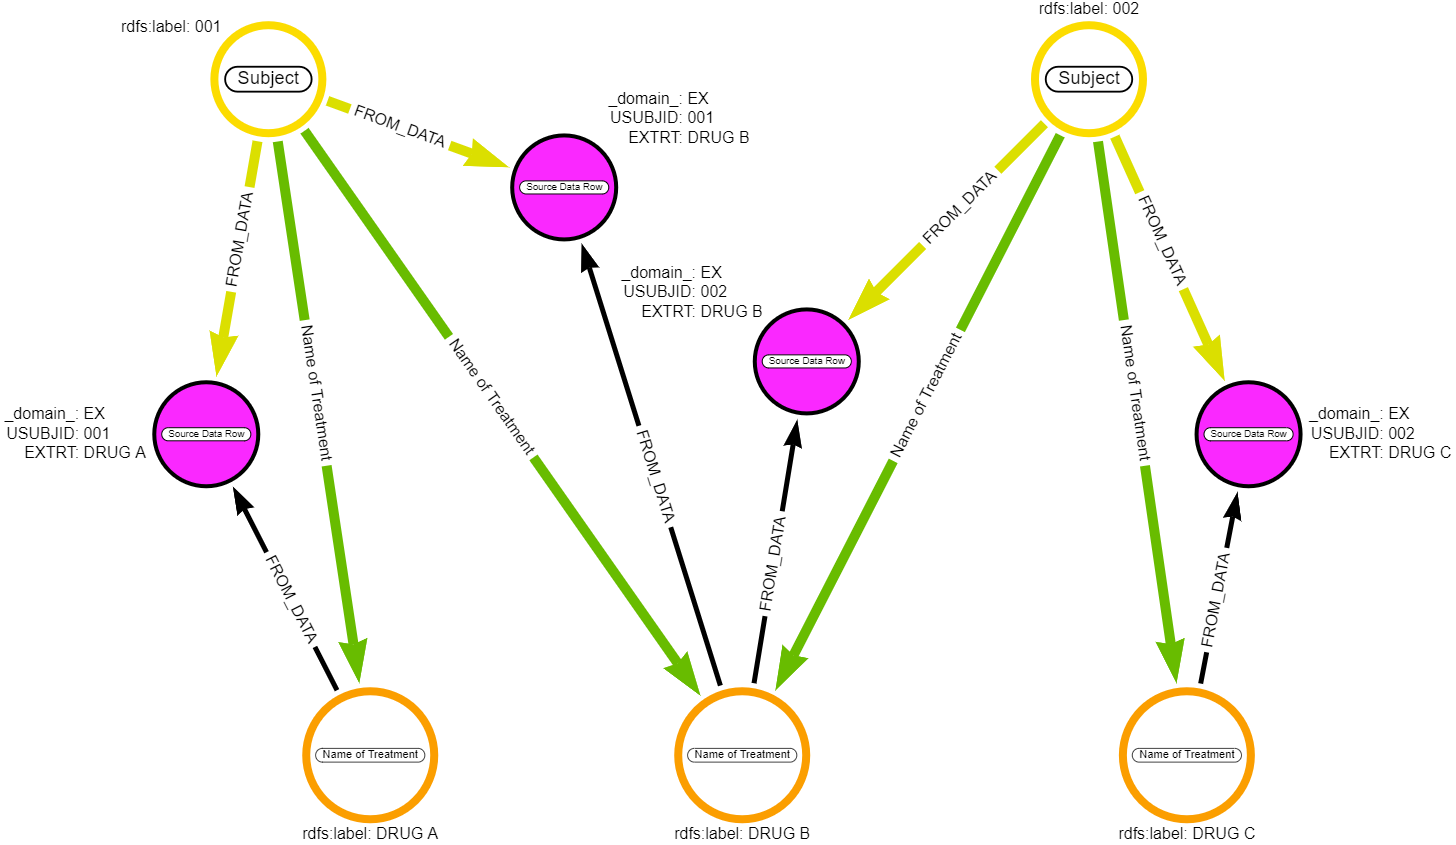 rdfs:label: 001
rdfs:label: 002
Subject
Subject
FROM_DATA
_domain_: EX
USUBJID: 001
EXTRT: DRUG B
Source Data Row
FROM_DATA
FROM_DATA
FROM_DATA
_domain_: EX
USUBJID: 002
EXTRT: DRUG B
Source Data Row
Name of Treatment
Name of Treatment
Name of Treatment
Name of Treatment
_domain_: EX
USUBJID: 001
EXTRT: DRUG A
Source Data Row
Source Data Row
_domain_: EX
USUBJID: 002
EXTRT: DRUG C
FROM_DATA
FROM_DATA
FROM_DATA
FROM_DATA
Name of Treatment
Name of Treatment
Name of Treatment
rdfs:label: DRUG A
rdfs:label: DRUG B
rdfs:label: DRUG C